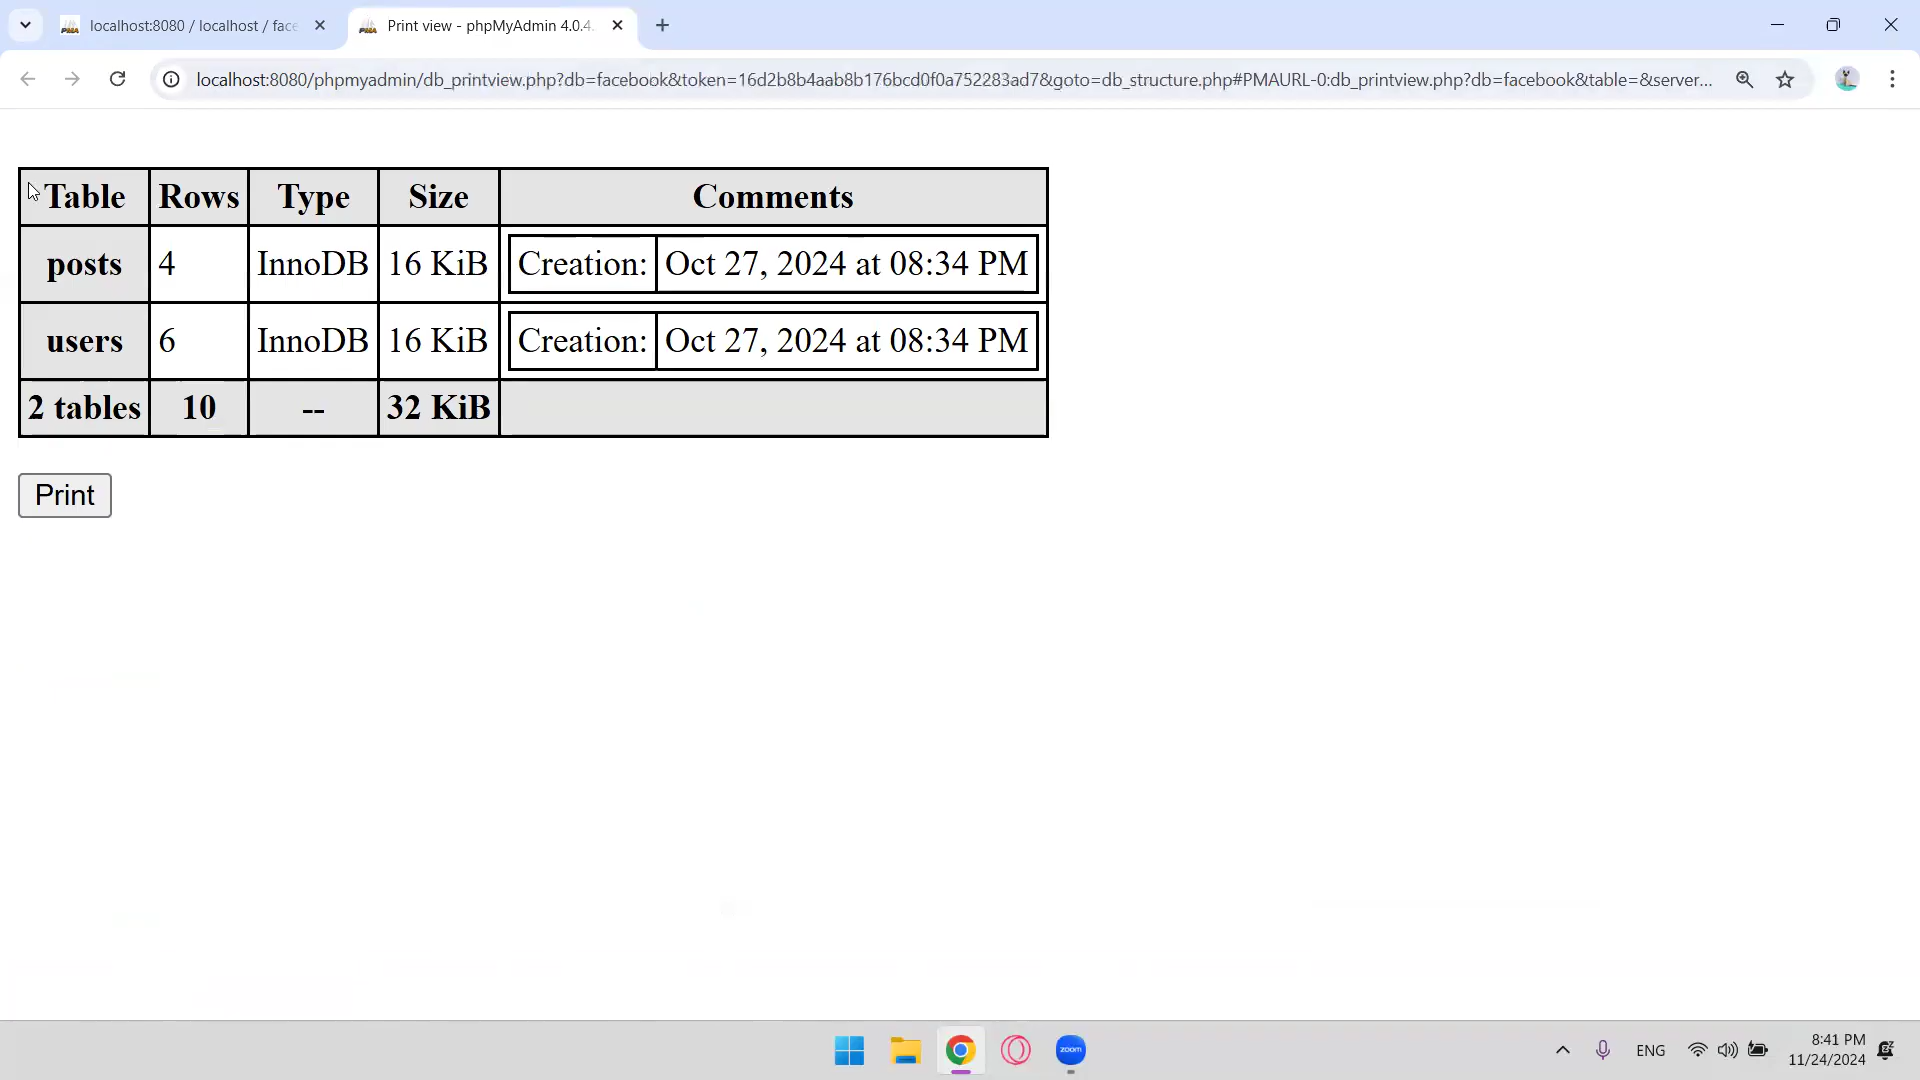 localhost:8080 / localhost / face
Print view - phpMyAdmin 4.0.4.
localhost:8080/phpmyadmin/db_printview.php?db=facebook&token=16d2b8b4aab8b176bcd0f0a752283ad7&goto=db_structure.php#PMAURL-0:db_printview.php?db=facebook&table=&server...
Table Rows Type Size Comments
posts 4 InnoDB 16 KiB Creation: Oct 27, 2024 at 08:34 PM
users 6 InnoDB 16 KiB Creation: Oct 27, 2024 at 08:34 PM
2 tables 10 -- 32 KiB
Print
zoom
ENG
8:41 PM
11/24/2024